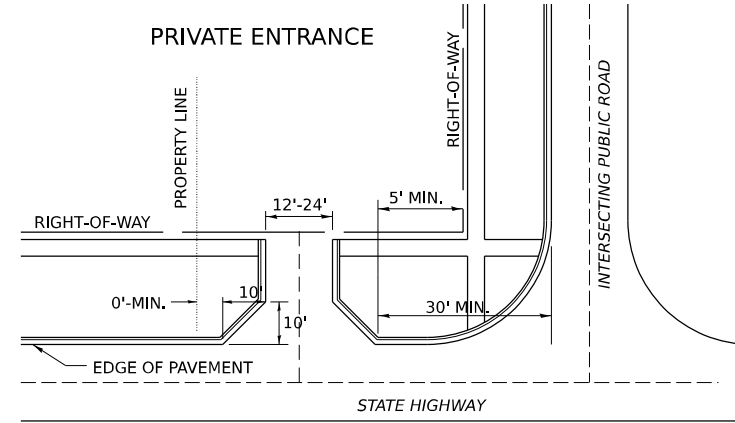 PRIVATE ENTRANCE
PROPERTY LINE
RIGHT-OF-WAY
INTERSECTING PUBLIC ROAD
12'-24'
5' MIN.
RIGHT-OF-WAY
0'-MIN.
10'
10'
30' MIN.
EDGE OF PAVEMENT
STATE HIGHWAY